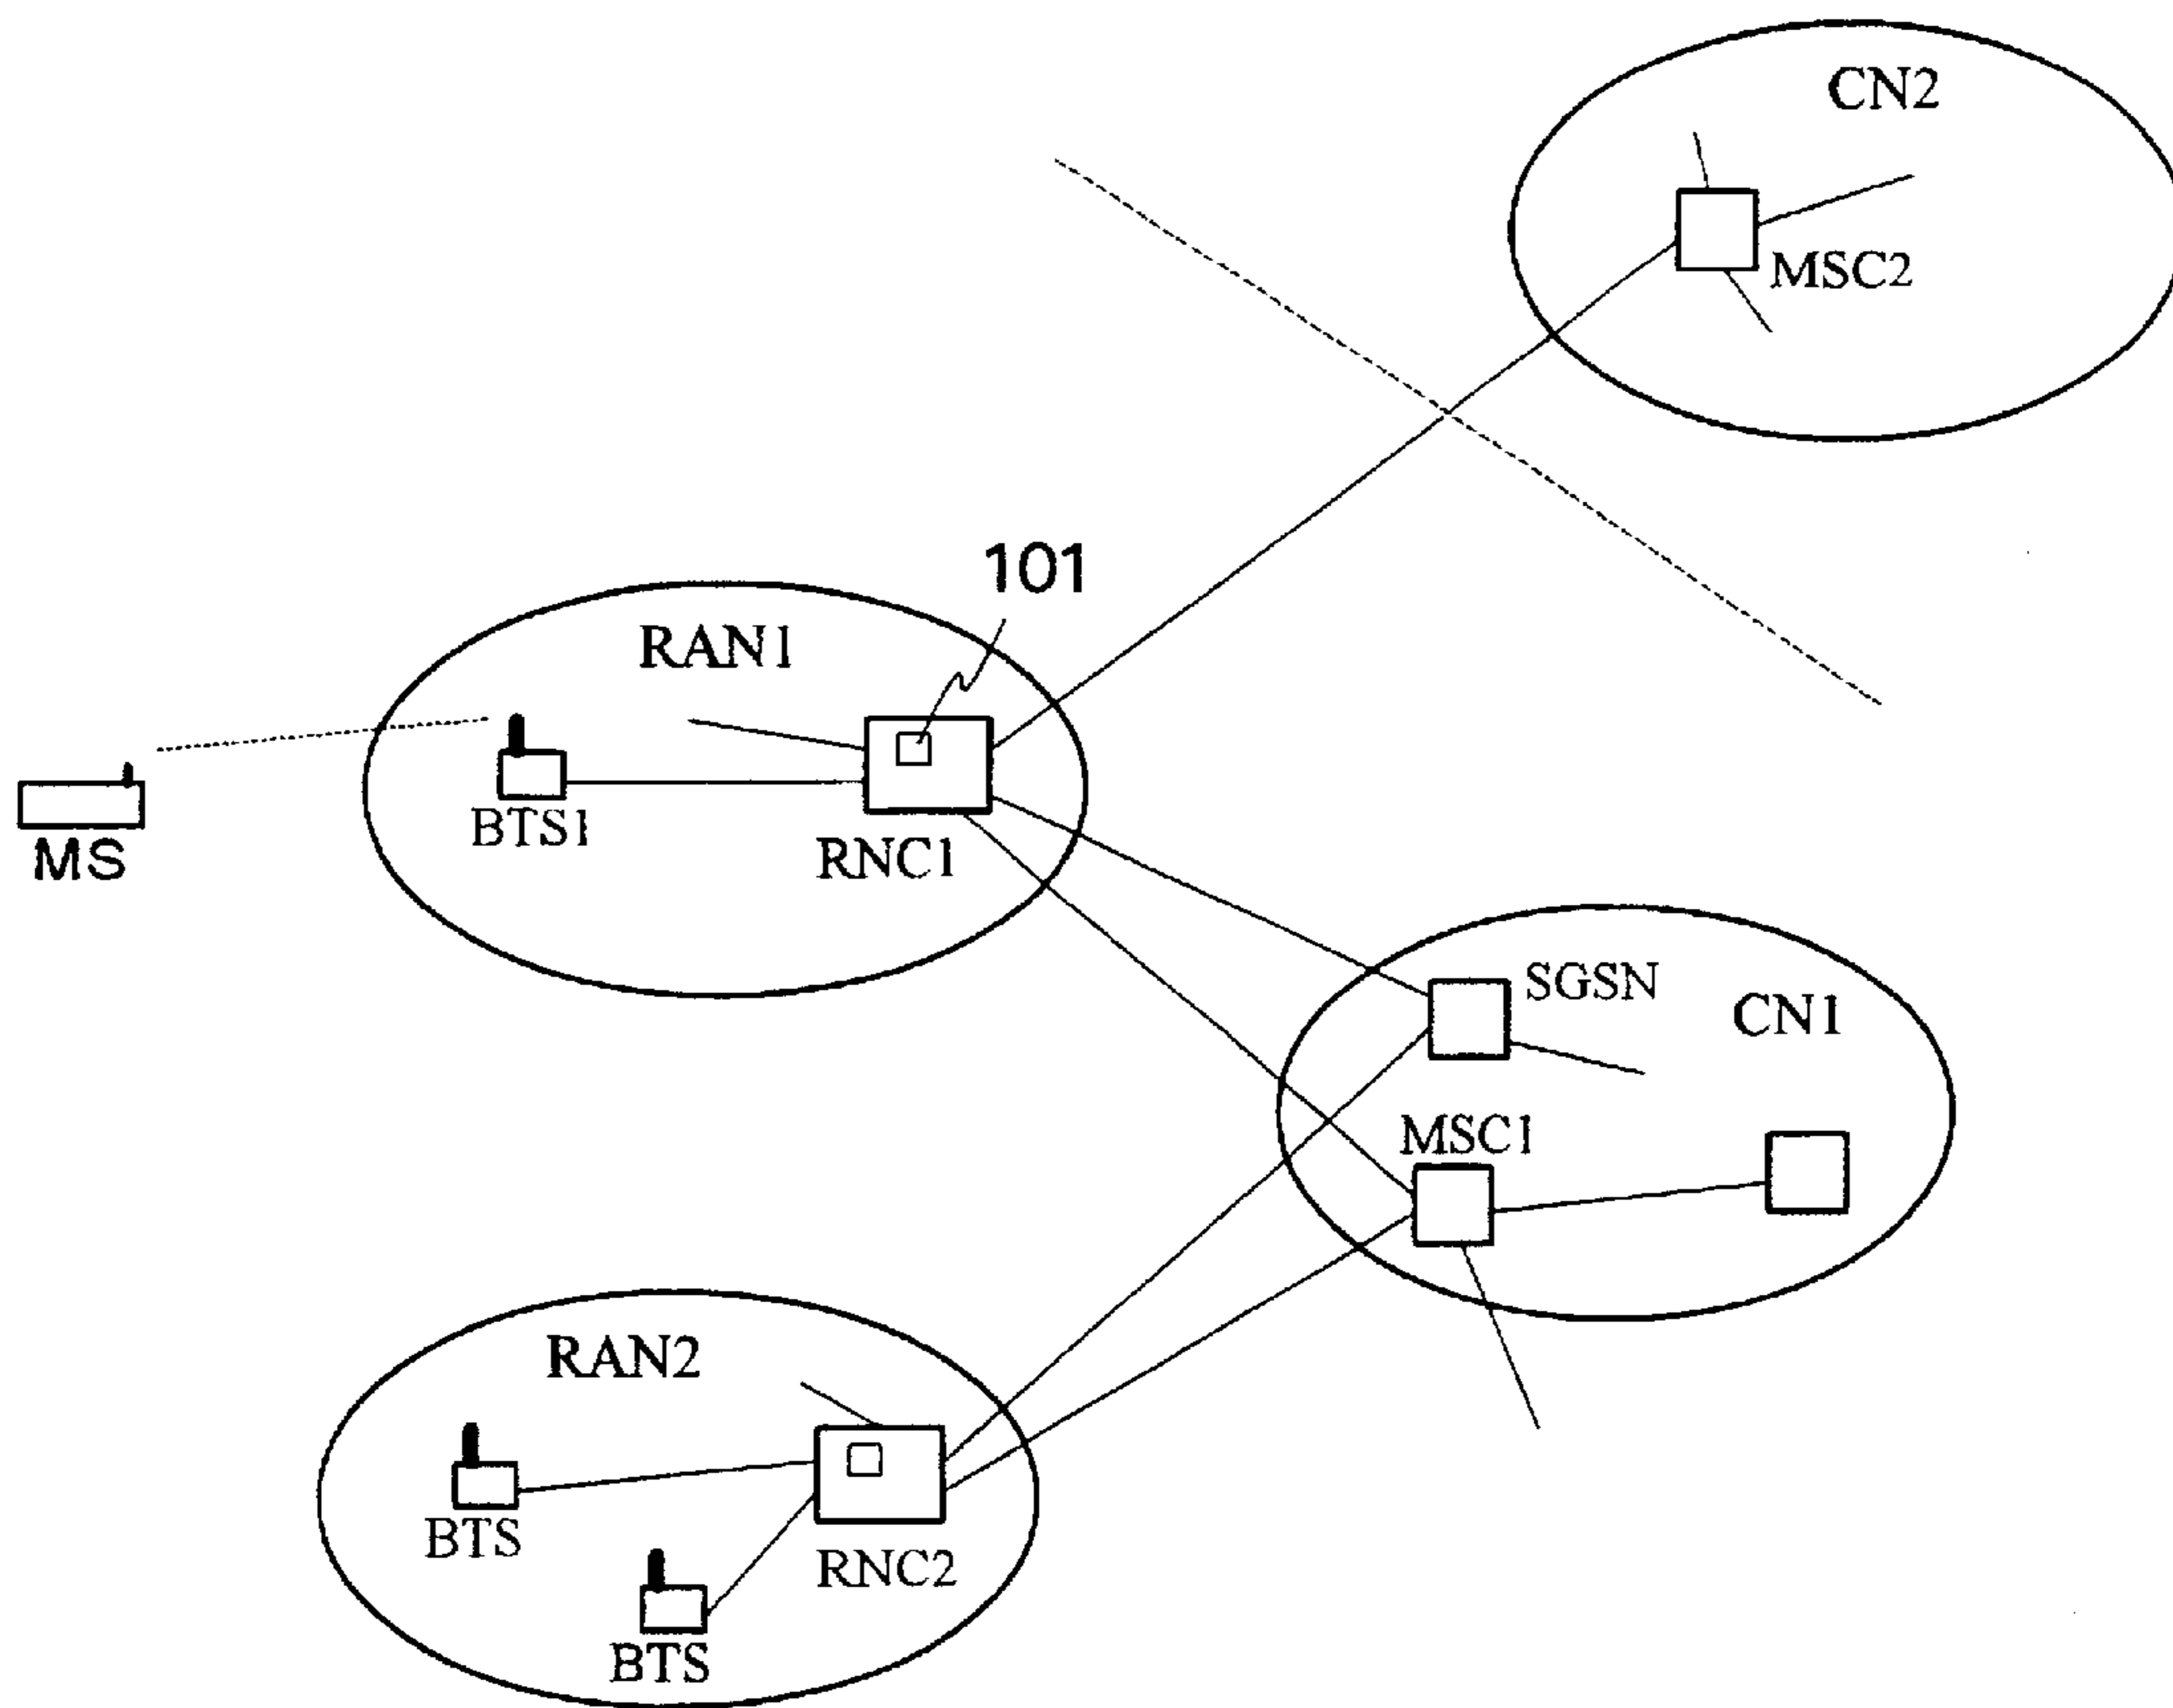 CN2
MSC2
101
RAN1
BTS1
RNC1
MS
SGSN
CN1
MSC1
RAN2
BTS
RNC2
BTS